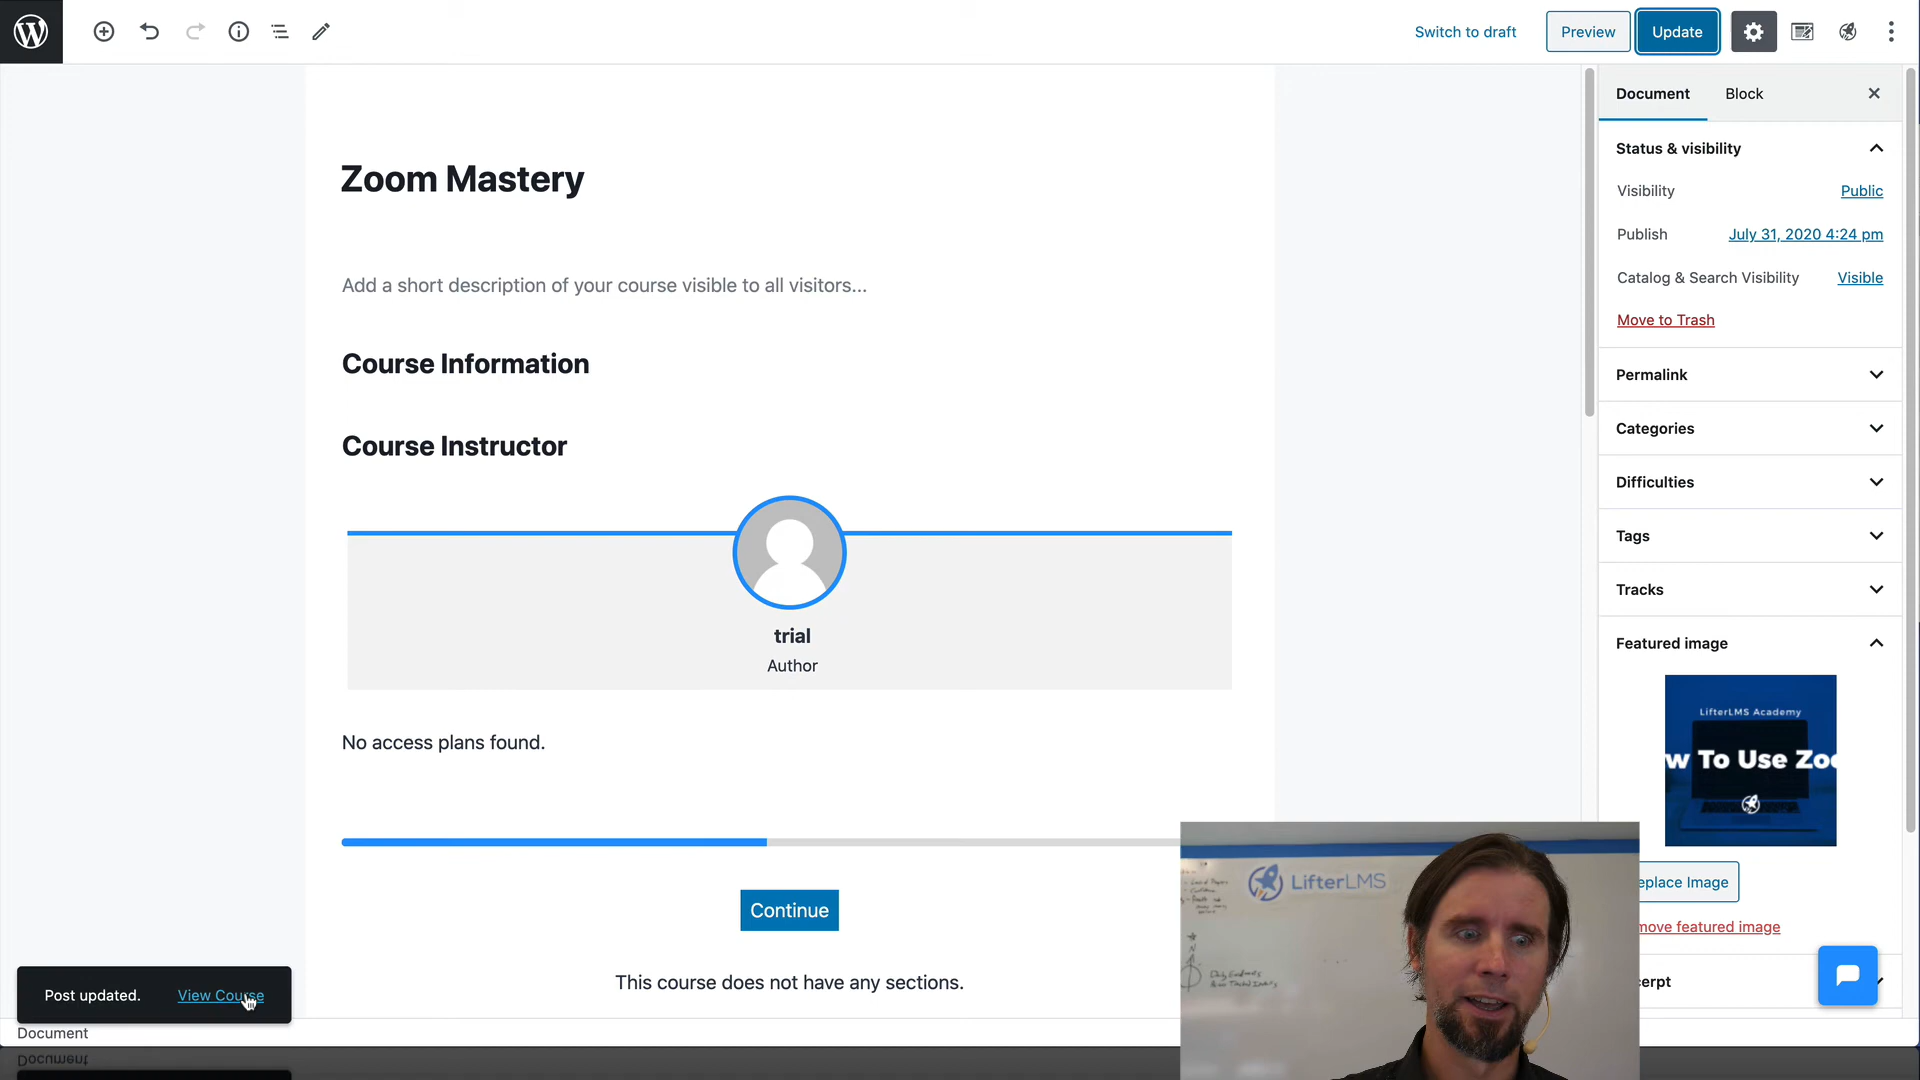 Switch to draft
Preview
Update
Document
Block
Zoom Mastery
Status & visibility
Visibility
Public
Publish
July 31, 2020 4:24 pm
Add a short description of your course visible to all visitors...
Catalog & Search Visibility
Visible
Move to Trash
Course Information
Permalink
Categories
Course Instructor
Difficulties
Tags
Tracks
trial
Author
Featured image
LifterLMS Academy
w To Use Zoo
No access plans found.
eplace Image
LifterLMS
Continue
move featured image
This course does not have any sections.
cerpt
Post updated.
View Course
Document
Document